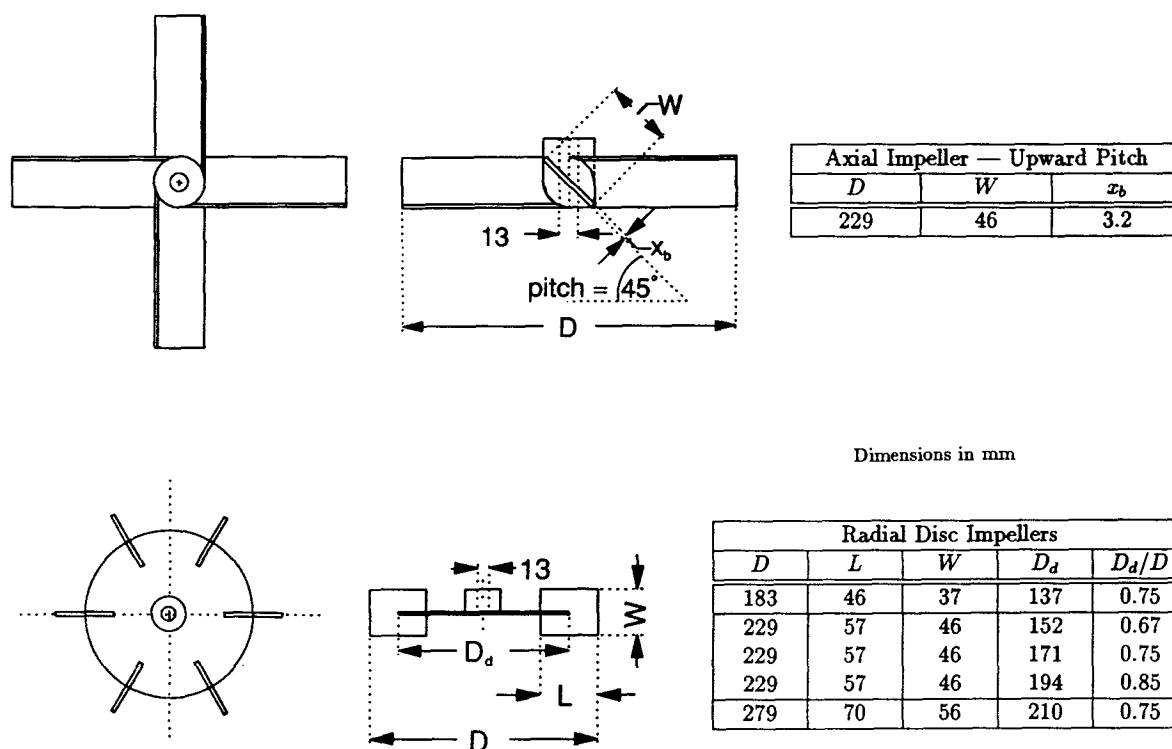 W
13
x_b
pitch = 45°
D
Axial Impeller — Upward Pitch
D W x_b
229 46 3.2
Dimensions in mm
13
W
D_d
L
D
Radial Disc Impellers
D L W D_d D_d/D
183 46 37 137 0.75
229 57 46 152 0.67
229 57 46 171 0.75
229 57 46 194 0.85
279 70 56 210 0.75